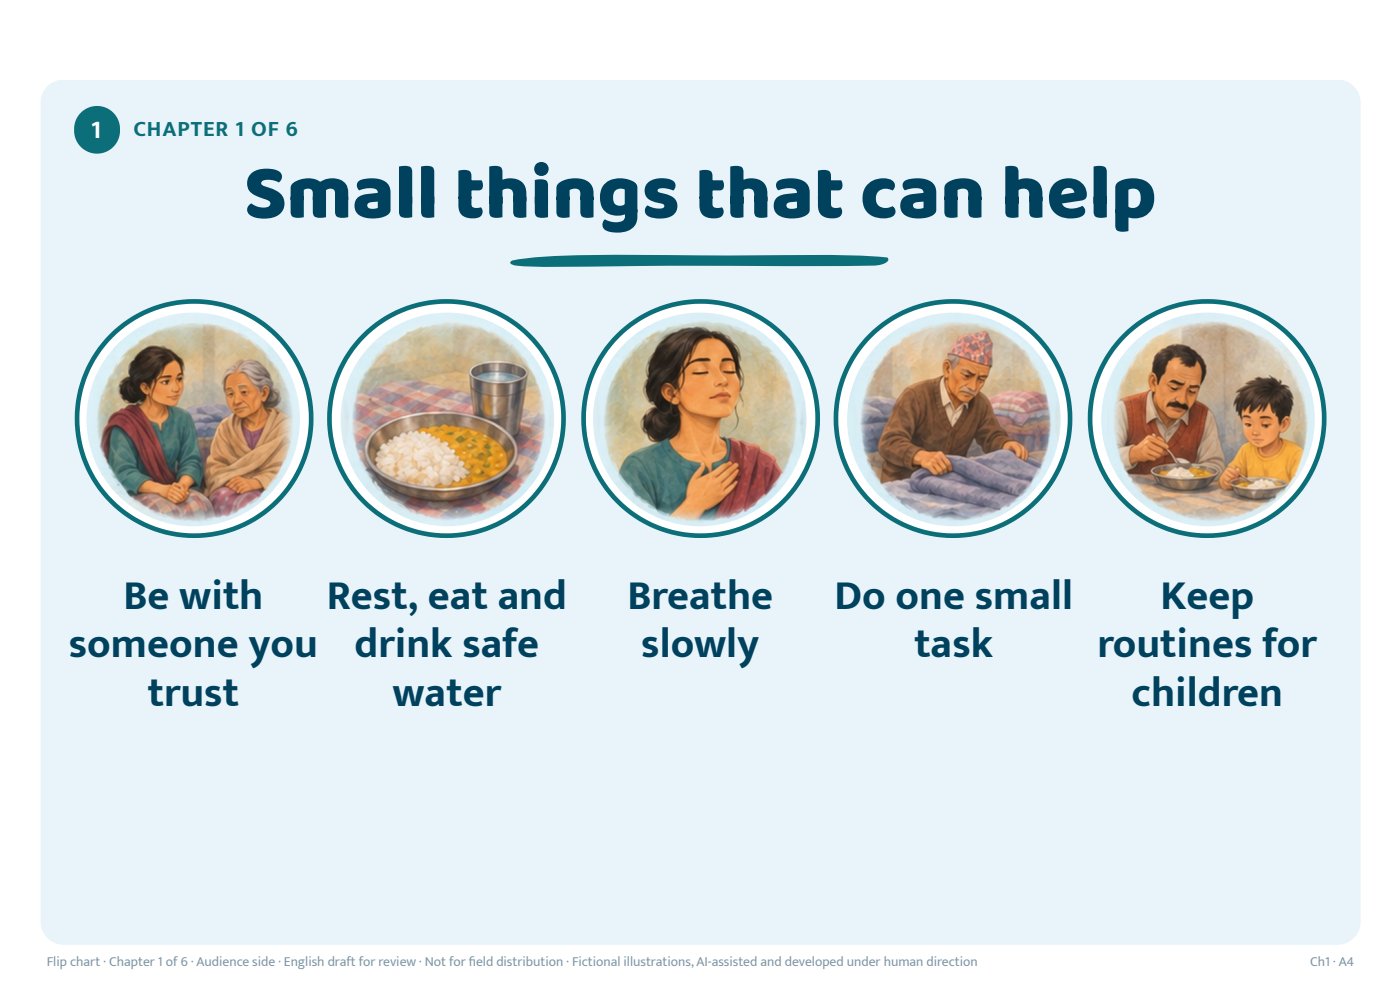 1 CHAPTER 1 OF 6
Small things that can help
Be with
someone you
trust
Rest, eat and
drink safe
water
Breathe
slowly
Do one small
task
Keep
routines for
children
Flip chart · Chapter 1 of 6 · Audience side · English draft for review · Not for field distribution · Fictional illustrations, AI-assisted and developed under human direction
Ch1 · A4